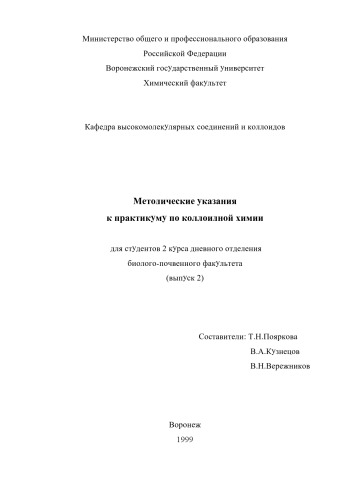 Министерство общего и профессионального образования
Российской Федерации
Воронежский государственный университет
Химический факультет
Кафедра высокомолекулярных соединений и коллоидов
Методические указания
к практикуму по коллоидной химии
для студентов 2 курса дневного отделения
биолого-почвенного факультета
(выпуск 2)
Составители: Т.Н.Пояркова
В.А.Кузнецов
В.Н.Вережников
Воронеж
1999